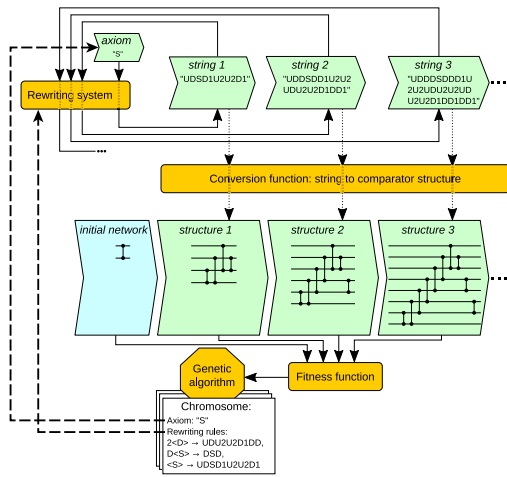 axiom
"S"
string 1
"UDSD1U2U2D1"
string 2
"UDDSDD1U2U2
UDU2U2D1DD1"
string 3
"UDDDSDDD1U
2U2UDU2U2UD
U2U2U2D1DD1DD1"
Rewriting system
...
Conversion function: string to comparator structure
initial network
structure 1
structure 2
structure 3
Genetic
algorithm
Fitness function
Chromosome:
Axiom: "S"
Rewriting rules:
2<D> → UDU2U2D1DD,
D<S> → DSD,
<S> → UDSD1U2U2D1